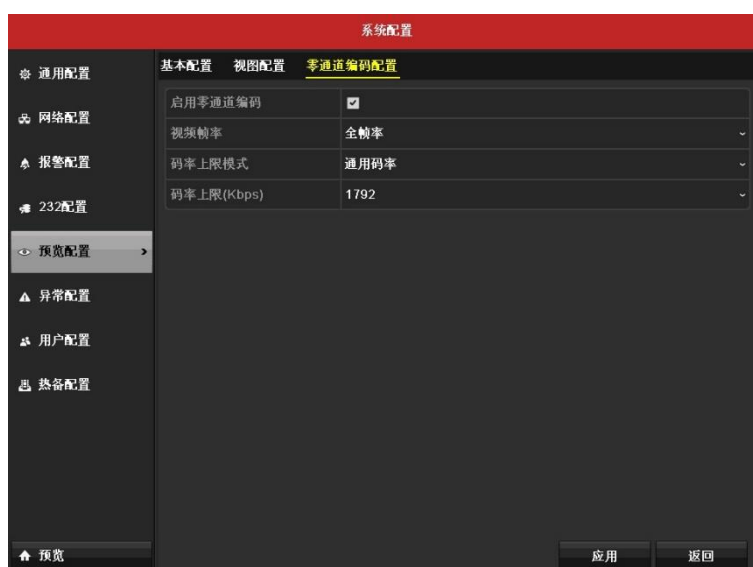 系统配置
通用配置
网络配置
报警配置
232配置
预览配置
异常配置
用户配置
热备配置
预览
基本配置 视图配置 零通道编码配置
启用零通道编码
视频帧率 全帧率
码率上限模式 通用码率
码率上限(Kbps) 1792
应用 返回